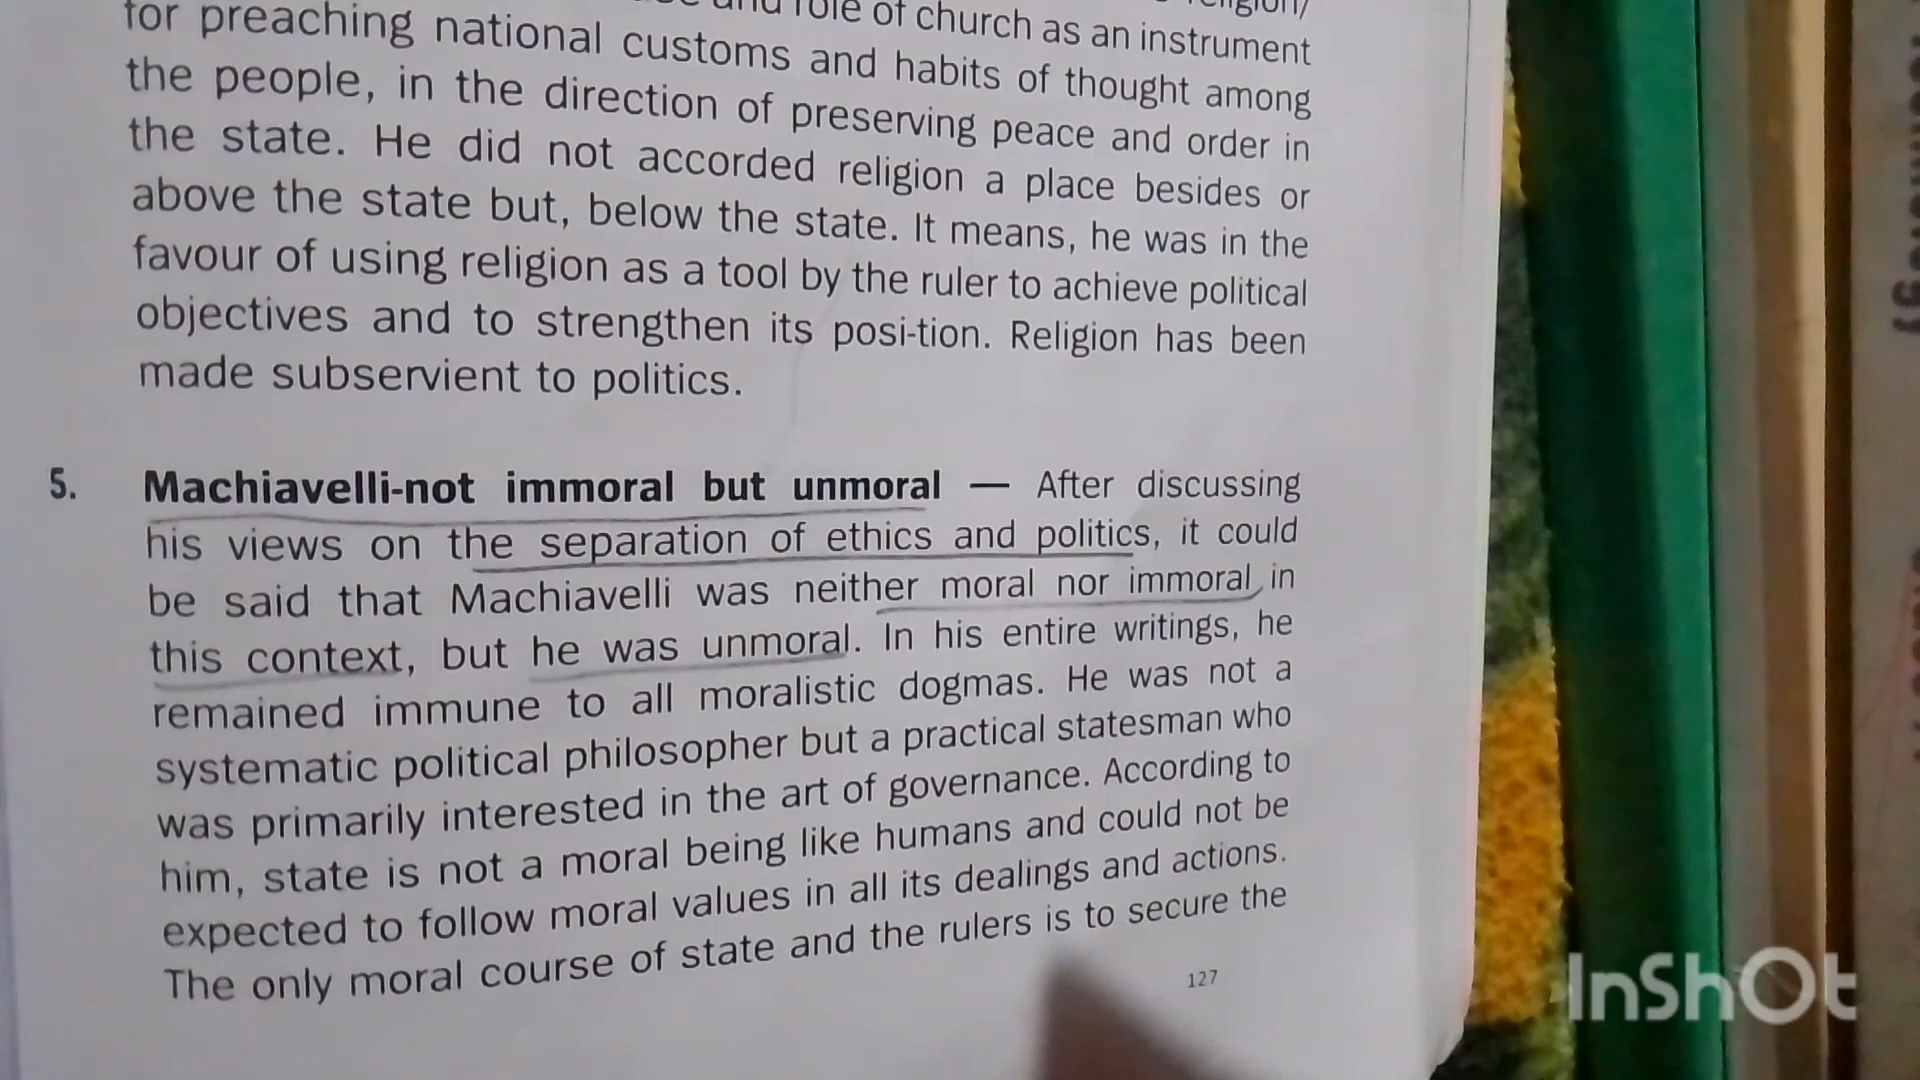 and role of church as an instrument
for preaching national customs and habits of thought among
the people, in the direction of preserving peace and order in
the state. He did not accorded religion a place besides or
above the state but, below the state. It means, he was in the
favour of using religion as a tool by the ruler to achieve political
objectives and to strengthen its posi-tion. Religion has been
made subservient to politics.
5. Machiavelli-not immoral but unmoral — After discussing
his views on the separation of ethics and politics, it could
be said that Machiavelli was neither moral nor immoral in
this context, but he was unmoral. In his entire writings, he
remained immune to all moralistic dogmas. He was not a
systematic political philosopher but a practical statesman who
was primarily interested in the art of governance. According to
him, state is not a moral being like humans and could not be
expected to follow moral values in all its dealings and actions.
The only moral course of state and the rulers is to secure the
127
InShOt